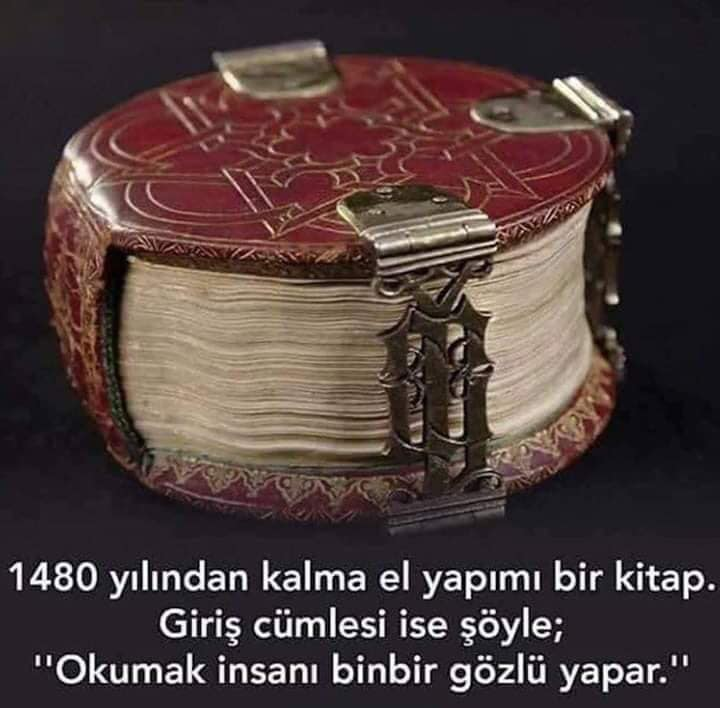 1480 yılından kalma el yapımı bir kitap.
Giriş cümlesi ise şöyle;
''Okumak insanı binbir gözlü yapar.''